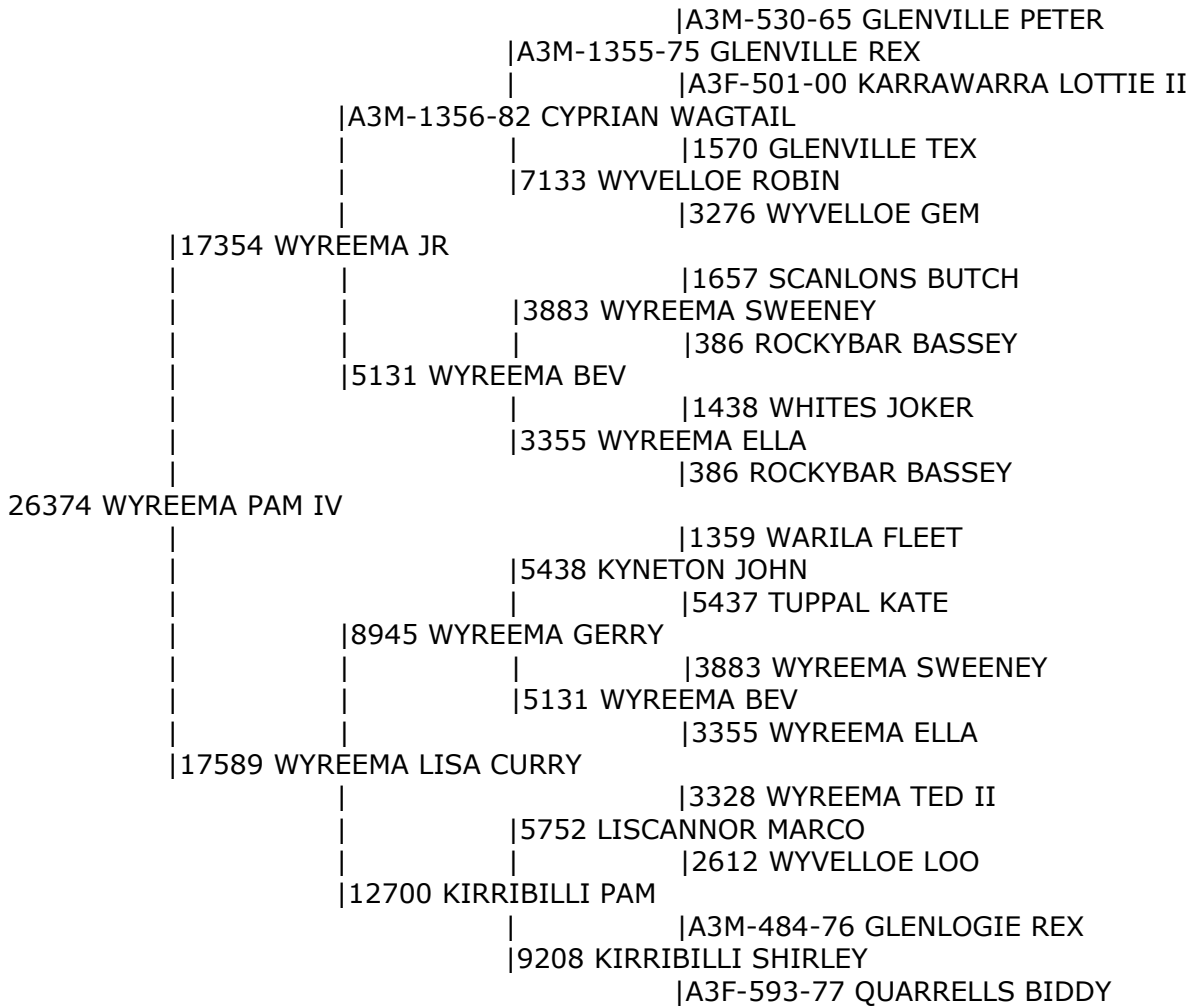 |A3M-530-65 GLENVILLE PETER
|A3M-1355-75 GLENVILLE REX
|A3F-501-00 KARRAWARRA LOTTIE II
|A3M-1356-82 CYPRIAN WAGTAIL
|1570 GLENVILLE TEX
|7133 WYVELLOE ROBIN
|3276 WYVELLOE GEM
|17354 WYREEMA JR
|1657 SCANLONS BUTCH
|3883 WYREEMA SWEENEY
|386 ROCKYBAR BASSEY
|5131 WYREEMA BEV
|1438 WHITES JOKER
|3355 WYREEMA ELLA
|386 ROCKYBAR BASSEY
26374 WYREEMA PAM IV
|1359 WARILA FLEET
|5438 KYNETON JOHN
|5437 TUPPAL KATE
|8945 WYREEMA GERRY
|3883 WYREEMA SWEENEY
|5131 WYREEMA BEV
|3355 WYREEMA ELLA
|17589 WYREEMA LISA CURRY
|3328 WYREEMA TED II
|5752 LISCANNOR MARCO
|2612 WYVELLOE LOO
|12700 KIRRIBILLI PAM
|A3M-484-76 GLENLOGIE REX
|9208 KIRRIBILLI SHIRLEY
|A3F-593-77 QUARRELLS BIDDY